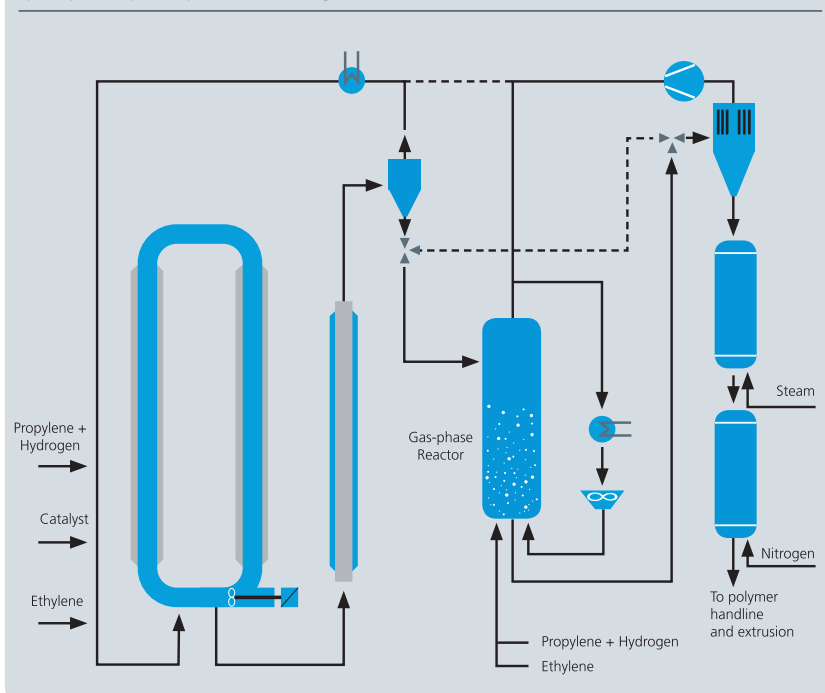 Propylene +
Hydrogen
Catalyst
Ethylene
Gas-phase
Reactor
Propylene + Hydrogen
Ethylene
Steam
Nitrogen
To polymer
handline
and extrusion